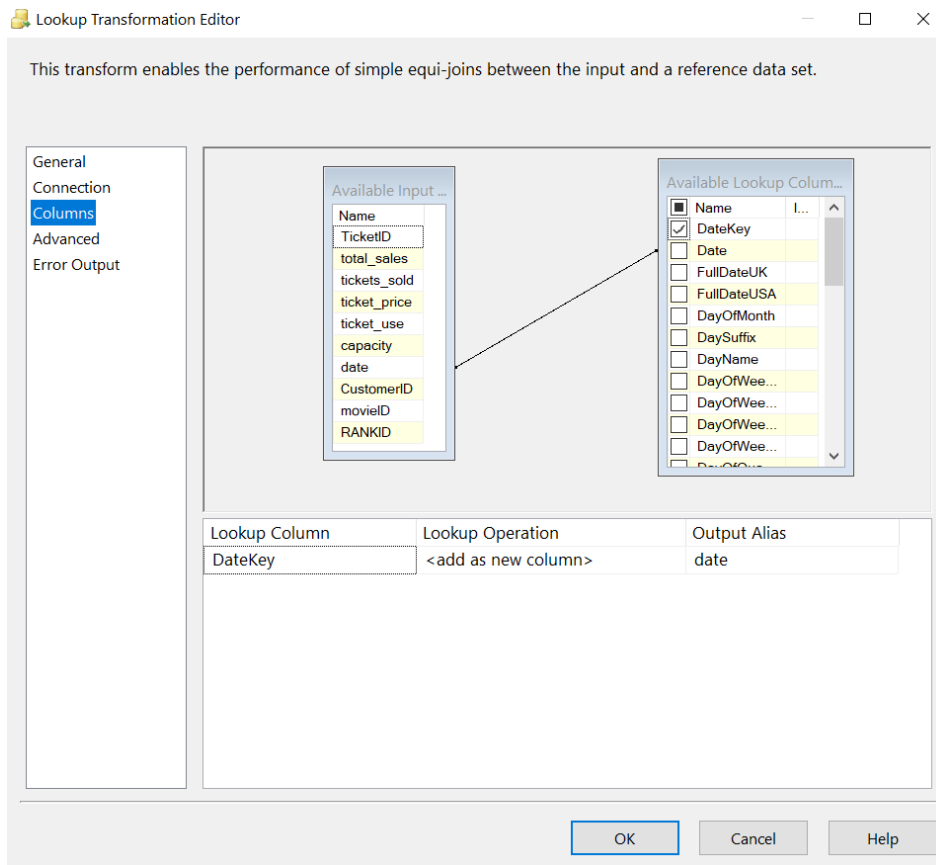 Lookup Transformation Editor
This transform enables the performance of simple equi-joins between the input and a reference data set.
General
Connection
Columns
Advanced
Error Output
Available Input ...
Name
TicketID
total_sales
tickets_sold
ticket_price
ticket_use
capacity
date
CustomerID
movieID
RANKID
Available Lookup Colum...
Name I...
DateKey
Date
FullDateUK
FullDateUSA
DayOfMonth
DaySuffix
DayName
DayOfWee...
DayOfWee...
DayOfWee...
DayOfWee...
Lookup Column Lookup Operation Output Alias
DateKey <add as new column> date
OK Cancel Help